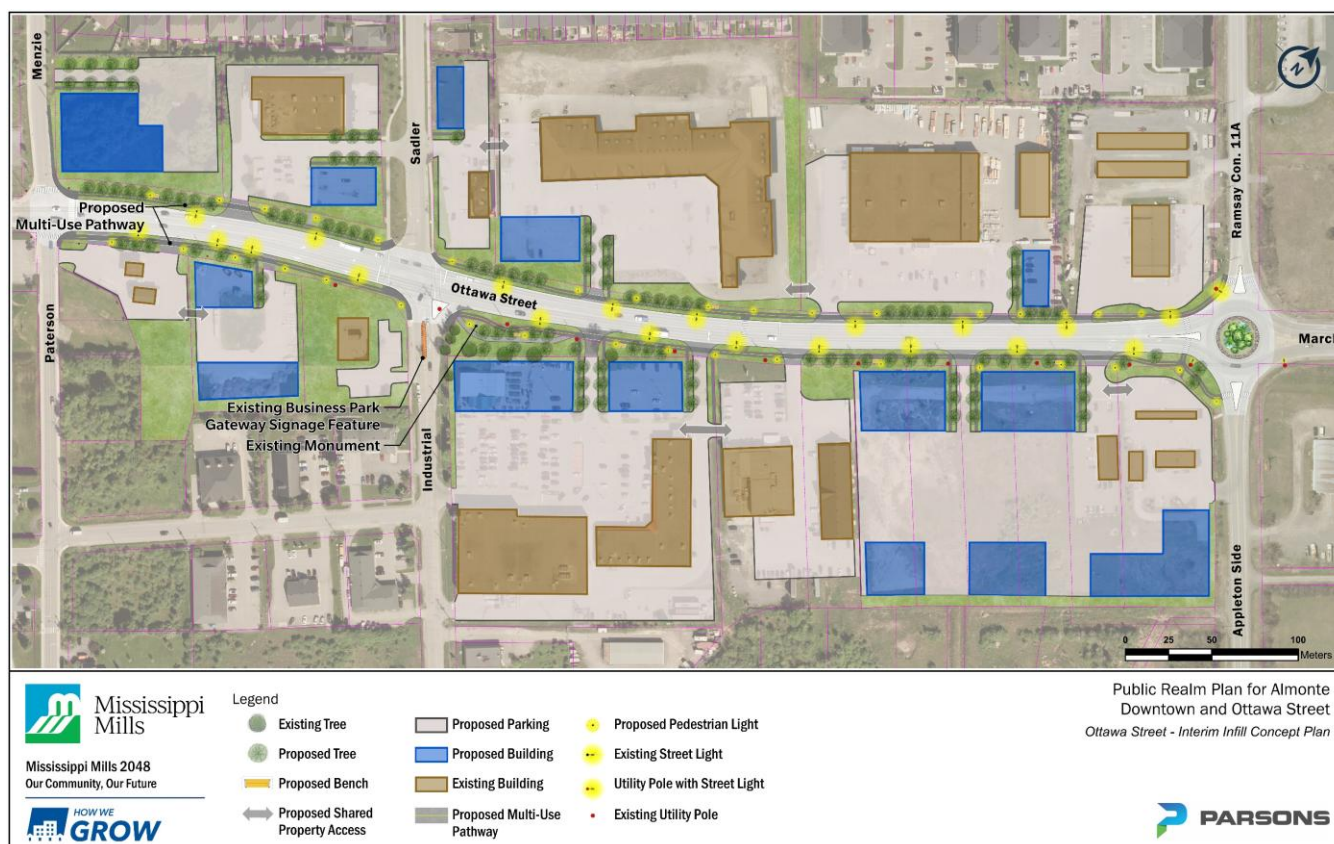 Menzie
Sadler
N
Ramsay Con. 11A
Proposed
Multi-Use Pathway
Ottawa Street
March
Paterson
Existing Business Park
Gateway Signage Feature
Existing Monument
Industrial
Appleton Side
0 25 50 100
Meters
Mississippi
Mills
Mississippi Mills 2048
Our Community, Our Future
HOW WE
GROW
Legend
Existing Tree
Proposed Tree
Proposed Bench
Proposed Shared
Property Access
Proposed Parking
Proposed Building
Existing Building
Proposed Multi-Use
Pathway
Proposed Pedestrian Light
Existing Street Light
Utility Pole with Street Light
Existing Utility Pole
Public Realm Plan for Almonte
Downtown and Ottawa Street
Ottawa Street - Interim Infill Concept Plan
PARSONS